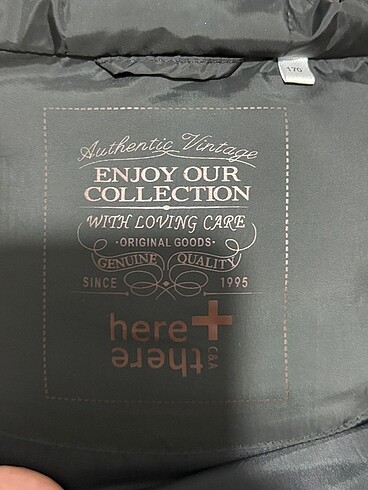 170
Authentic Vintage
ENJOY OUR
COLLECTION
WITH LOVING CARE
·ORIGINAL GOODS·
GENUINE QUALITY
SINCE 1995
here+
there
C&A